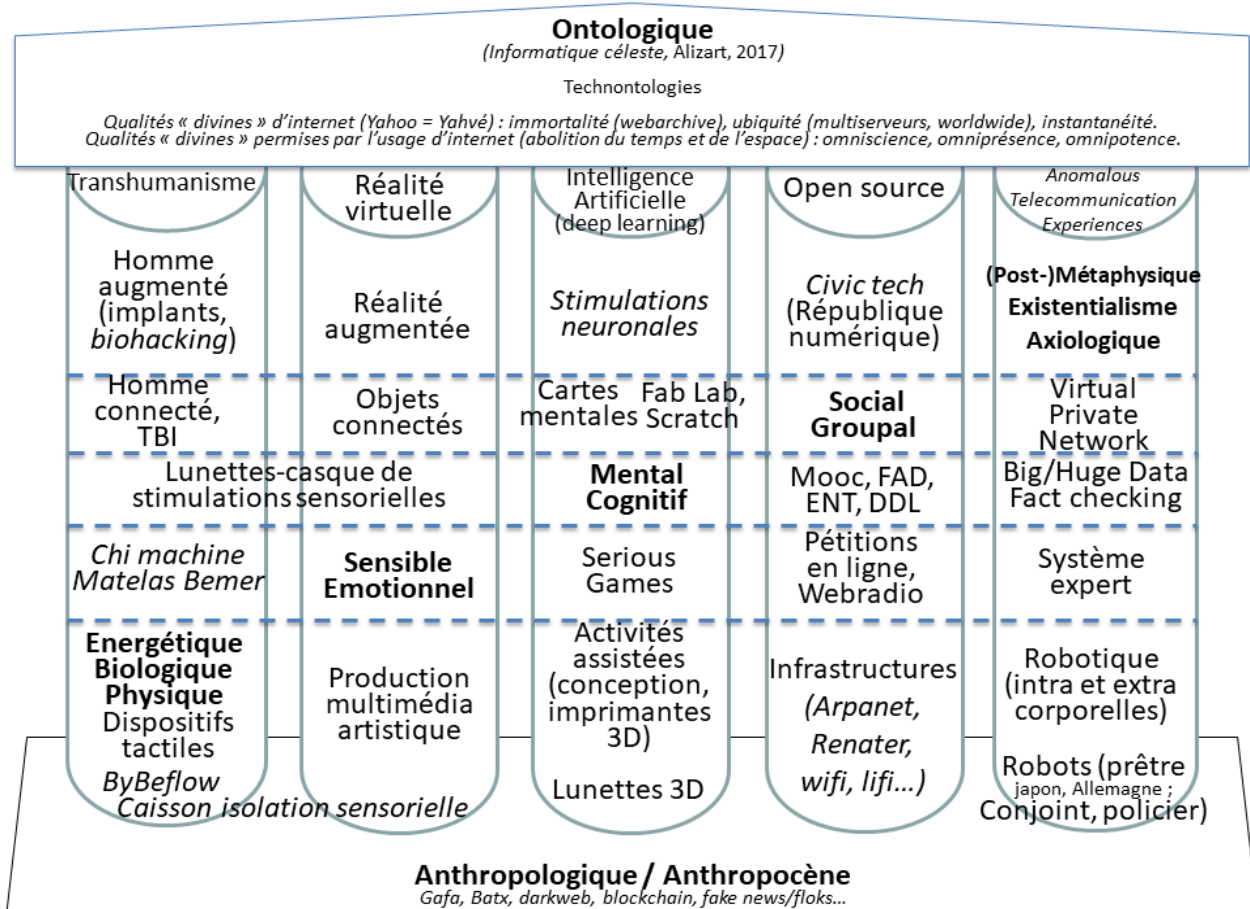 Ontologique
(Informatique céleste, Alizart, 2017)
Technontologies
Qualités « divines » d'internet (Yahoo = Yahvé) : immortalité (webarchive), ubiquité (multiserveurs, worldwide), instantanéité.
Qualités « divines » permises par l'usage d'internet (abolition du temps et de l'espace) : omniscience, omniprésence, omnipotence.
Transhumanisme
Homme
augmenté
(implants,
biohacking)
Homme
connecté,
TBI
Lunettes-casque de
stimulations sensorielles
Chi machine
Matelas Bemer
Energétique
Biologique
Physique
Dispositifs
tactiles
ByBeflow
Caisson isolation sensorielle
Réalité
virtuelle
Réalité
augmentée
Objets
connectés
Sensible
Emotionnel
Production
multimédia
artistique
Intelligence
Artificielle
(deep learning)
Stimulations
neuronales
Cartes
mentales
Fab Lab,
Scratch
Mental
Cognitif
Serious
Games
Activités
assistées
(conception,
imprimantes
3D)
Lunettes 3D
Open source
Civic tech
(République
numérique)
Social
Groupal
Mooc, FAD,
ENT, DDL
Pétitions
en ligne,
Webradio
Infrastructures
(Arpanet,
Renater,
wifi, lifi...)
Anomalous
Telecommunication
Experiences
(Post-)Métaphysique
Existentialisme
Axiologique
Virtual
Private
Network
Big/Huge Data
Fact checking
Système
expert
Robotique
(intra et extra
corporelles)
Robots (prêtre
japon, Allemagne ;
Conjoint, policier)
Anthropologique / Anthropocène
Gafa, Batx, darkweb, blockchain, fake news/floks...